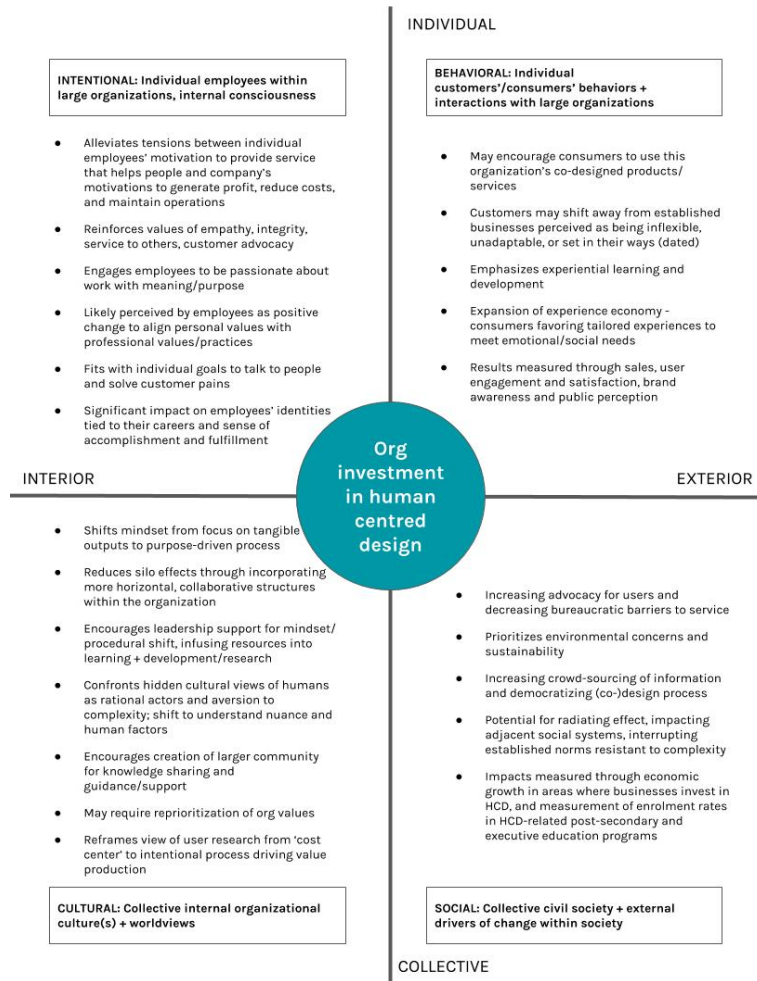 INDIVIDUAL
INTENTIONAL: Individual employees within
large organizations, internal consciousness
● Alleviates tensions between individual
employees' motivation to provide service
that helps people and company's
motivations to generate profit, reduce costs,
and maintain operations
● Reinforces values of empathy, integrity,
service to others, customer advocacy
● Engages employees to be passionate about
work with meaning/purpose
● Likely perceived by employees as positive
change to align personal values with
professional values/practices
● Fits with individual goals to talk to people
and solve customer pains
● Significant impact on employees' identities
tied to their careers and sense of
accomplishment and fulfillment
BEHAVIORAL: Individual
customers'/consumers' behaviors +
interactions with large organizations
● May encourage consumers to use this
organization's co-designed products/
services
● Customers may shift away from established
businesses perceived as being inflexible,
unadaptable, or set in their ways (dated)
● Emphasizes experiential learning and
development
● Expansion of experience economy -
consumers favoring tailored experiences to
meet emotional/social needs
● Results measured through sales, user
engagement and satisfaction, brand
awareness and public perception
INTERIOR
Org
investment
in human
centred
design
EXTERIOR
● Shifts mindset from focus on tangible
outputs to purpose-driven process
● Reduces silo effects through incorporating
more horizontal, collaborative structures
within the organization
● Encourages leadership support for mindset/
procedural shift, infusing resources into
learning + development/research
● Confronts hidden cultural views of humans
as rational actors and aversion to
complexity; shift to understand nuance and
human factors
● Encourages creation of larger community
for knowledge sharing and
guidance/support
● May require reprioritization of org values
● Reframes view of user research from 'cost
center' to intentional process driving value
production
CULTURAL: Collective internal organizational
culture(s) + worldviews
● Increasing advocacy for users and
decreasing bureaucratic barriers to service
● Prioritizes environmental concerns and
sustainability
● Increasing crowd-sourcing of information
and democratizing (co-)design process
● Potential for radiating effect, impacting
adjacent social systems, interrupting
established norms resistant to complexity
● Impacts measured through economic
growth in areas where businesses invest in
HCD, and measurement of enrolment rates
in HCD-related post-secondary and
executive education programs
SOCIAL: Collective civil society + external
drivers of change within society
COLLECTIVE